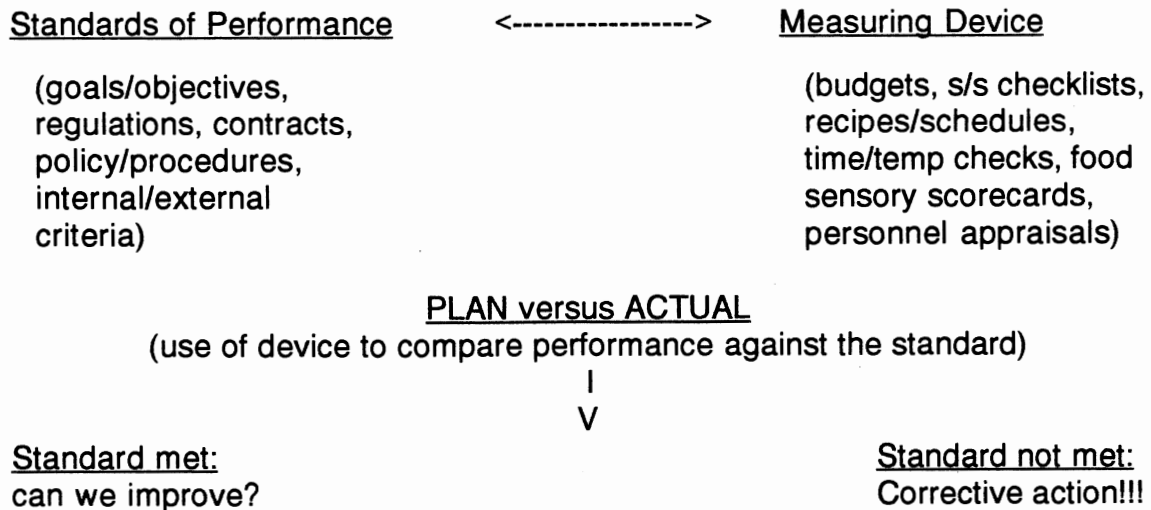 Standards of Performance <-----------------> Measuring Device
(goals/objectives,
regulations, contracts,
policy/procedures,
internal/external
criteria)
(budgets, s/s checklists,
recipes/schedules,
time/temp checks, food
sensory scorecards,
personnel appraisals)
PLAN versus ACTUAL
(use of device to compare performance against the standard)
I
V
Standard met:
can we improve?
Standard not met:
Corrective action!!!